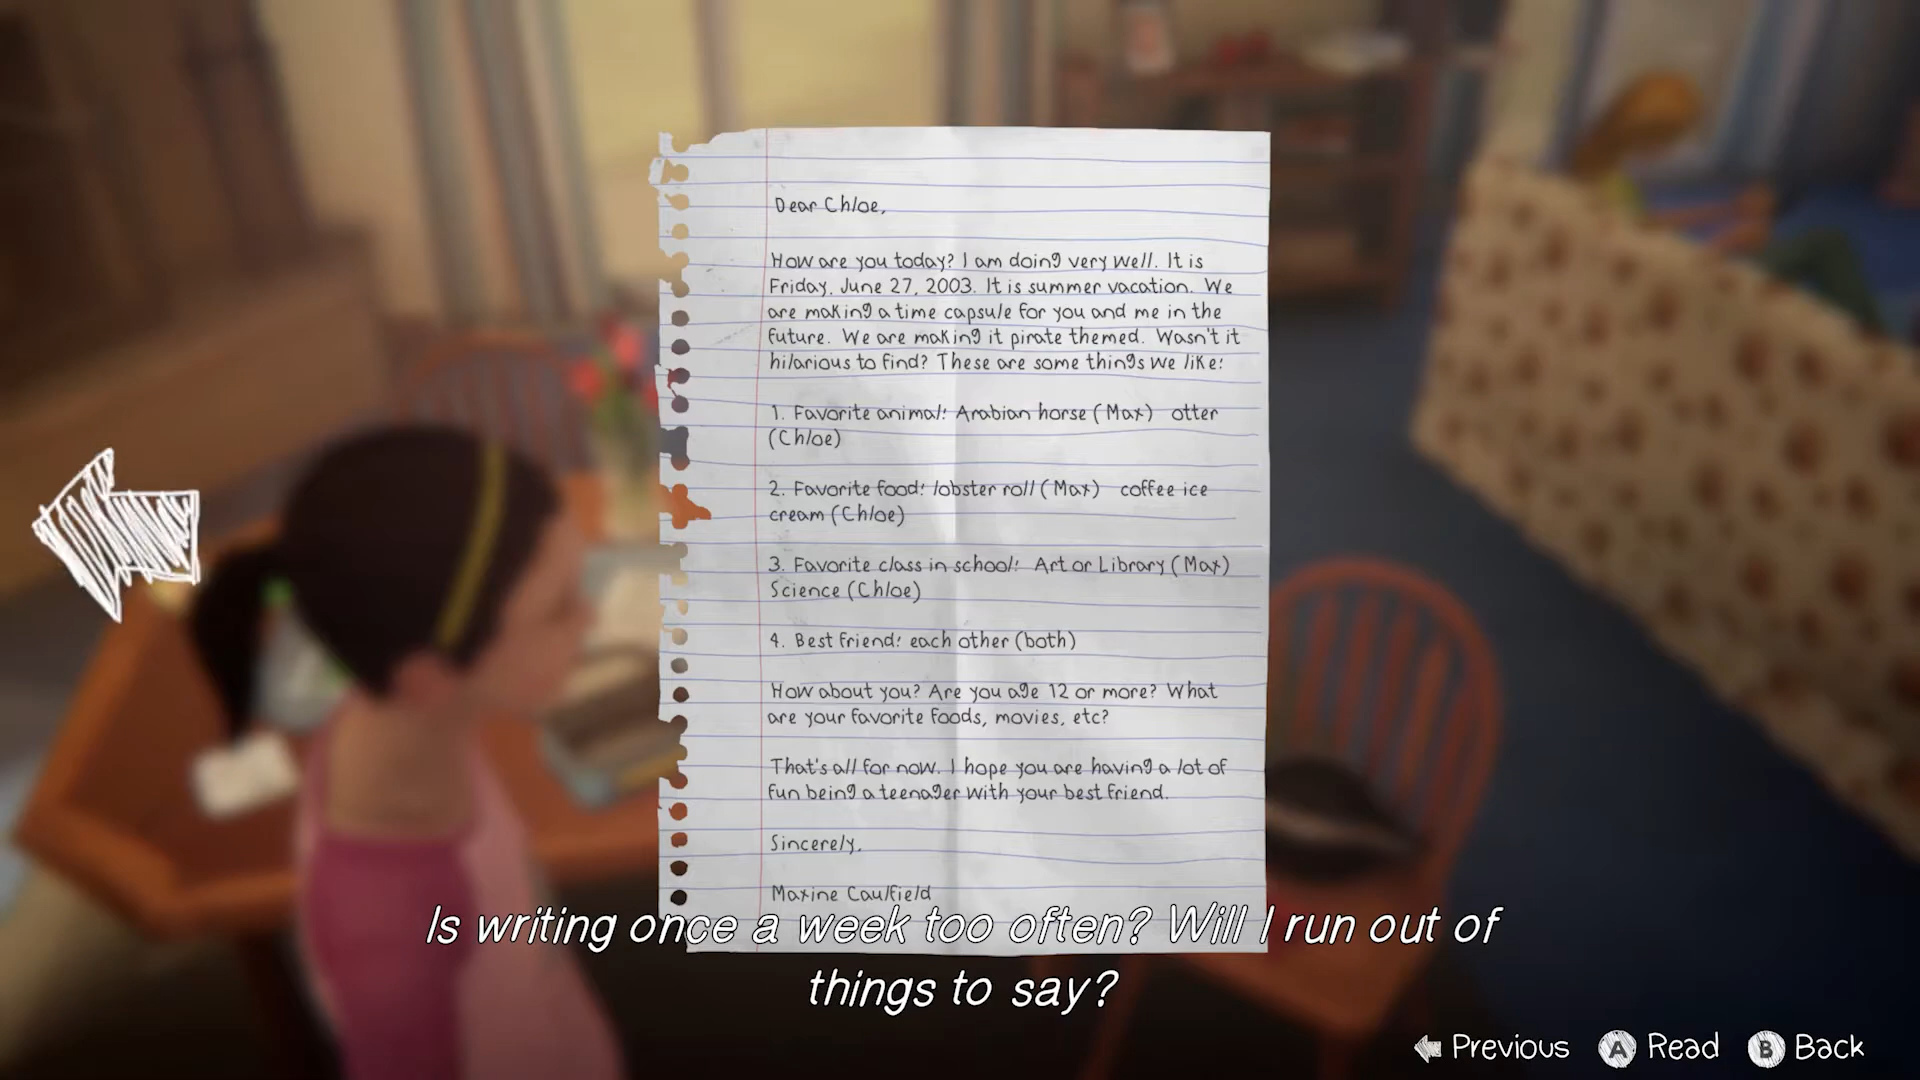 Dear Chloe,
How are you today? I am doing very well. It is
Friday, June 27, 2003. It is summer vacation. We
are making a time capsule for you and me in the
future. We are making it pirate themed. Wasn't it
hilarious to find? These are some things we like:
1. Favorite animal: Arabian horse (Max) otter
(Chloe)
2. Favorite food: lobster roll (Max) coffee ice
cream (Chloe)
3. Favorite class in school: Art or Library (Max)
Science (Chloe)
4. Best friend: each other (both)
How about you? Are you age 12 or more? What
are your favorite foods, movies, etc?
That's all for now. I hope you are having a lot of
fun being a teenager with your best friend.
Sincerely,
Maxine Caulfield
Is writing once a week too often? Will I run out of
things to say?
Previous A Read B Back